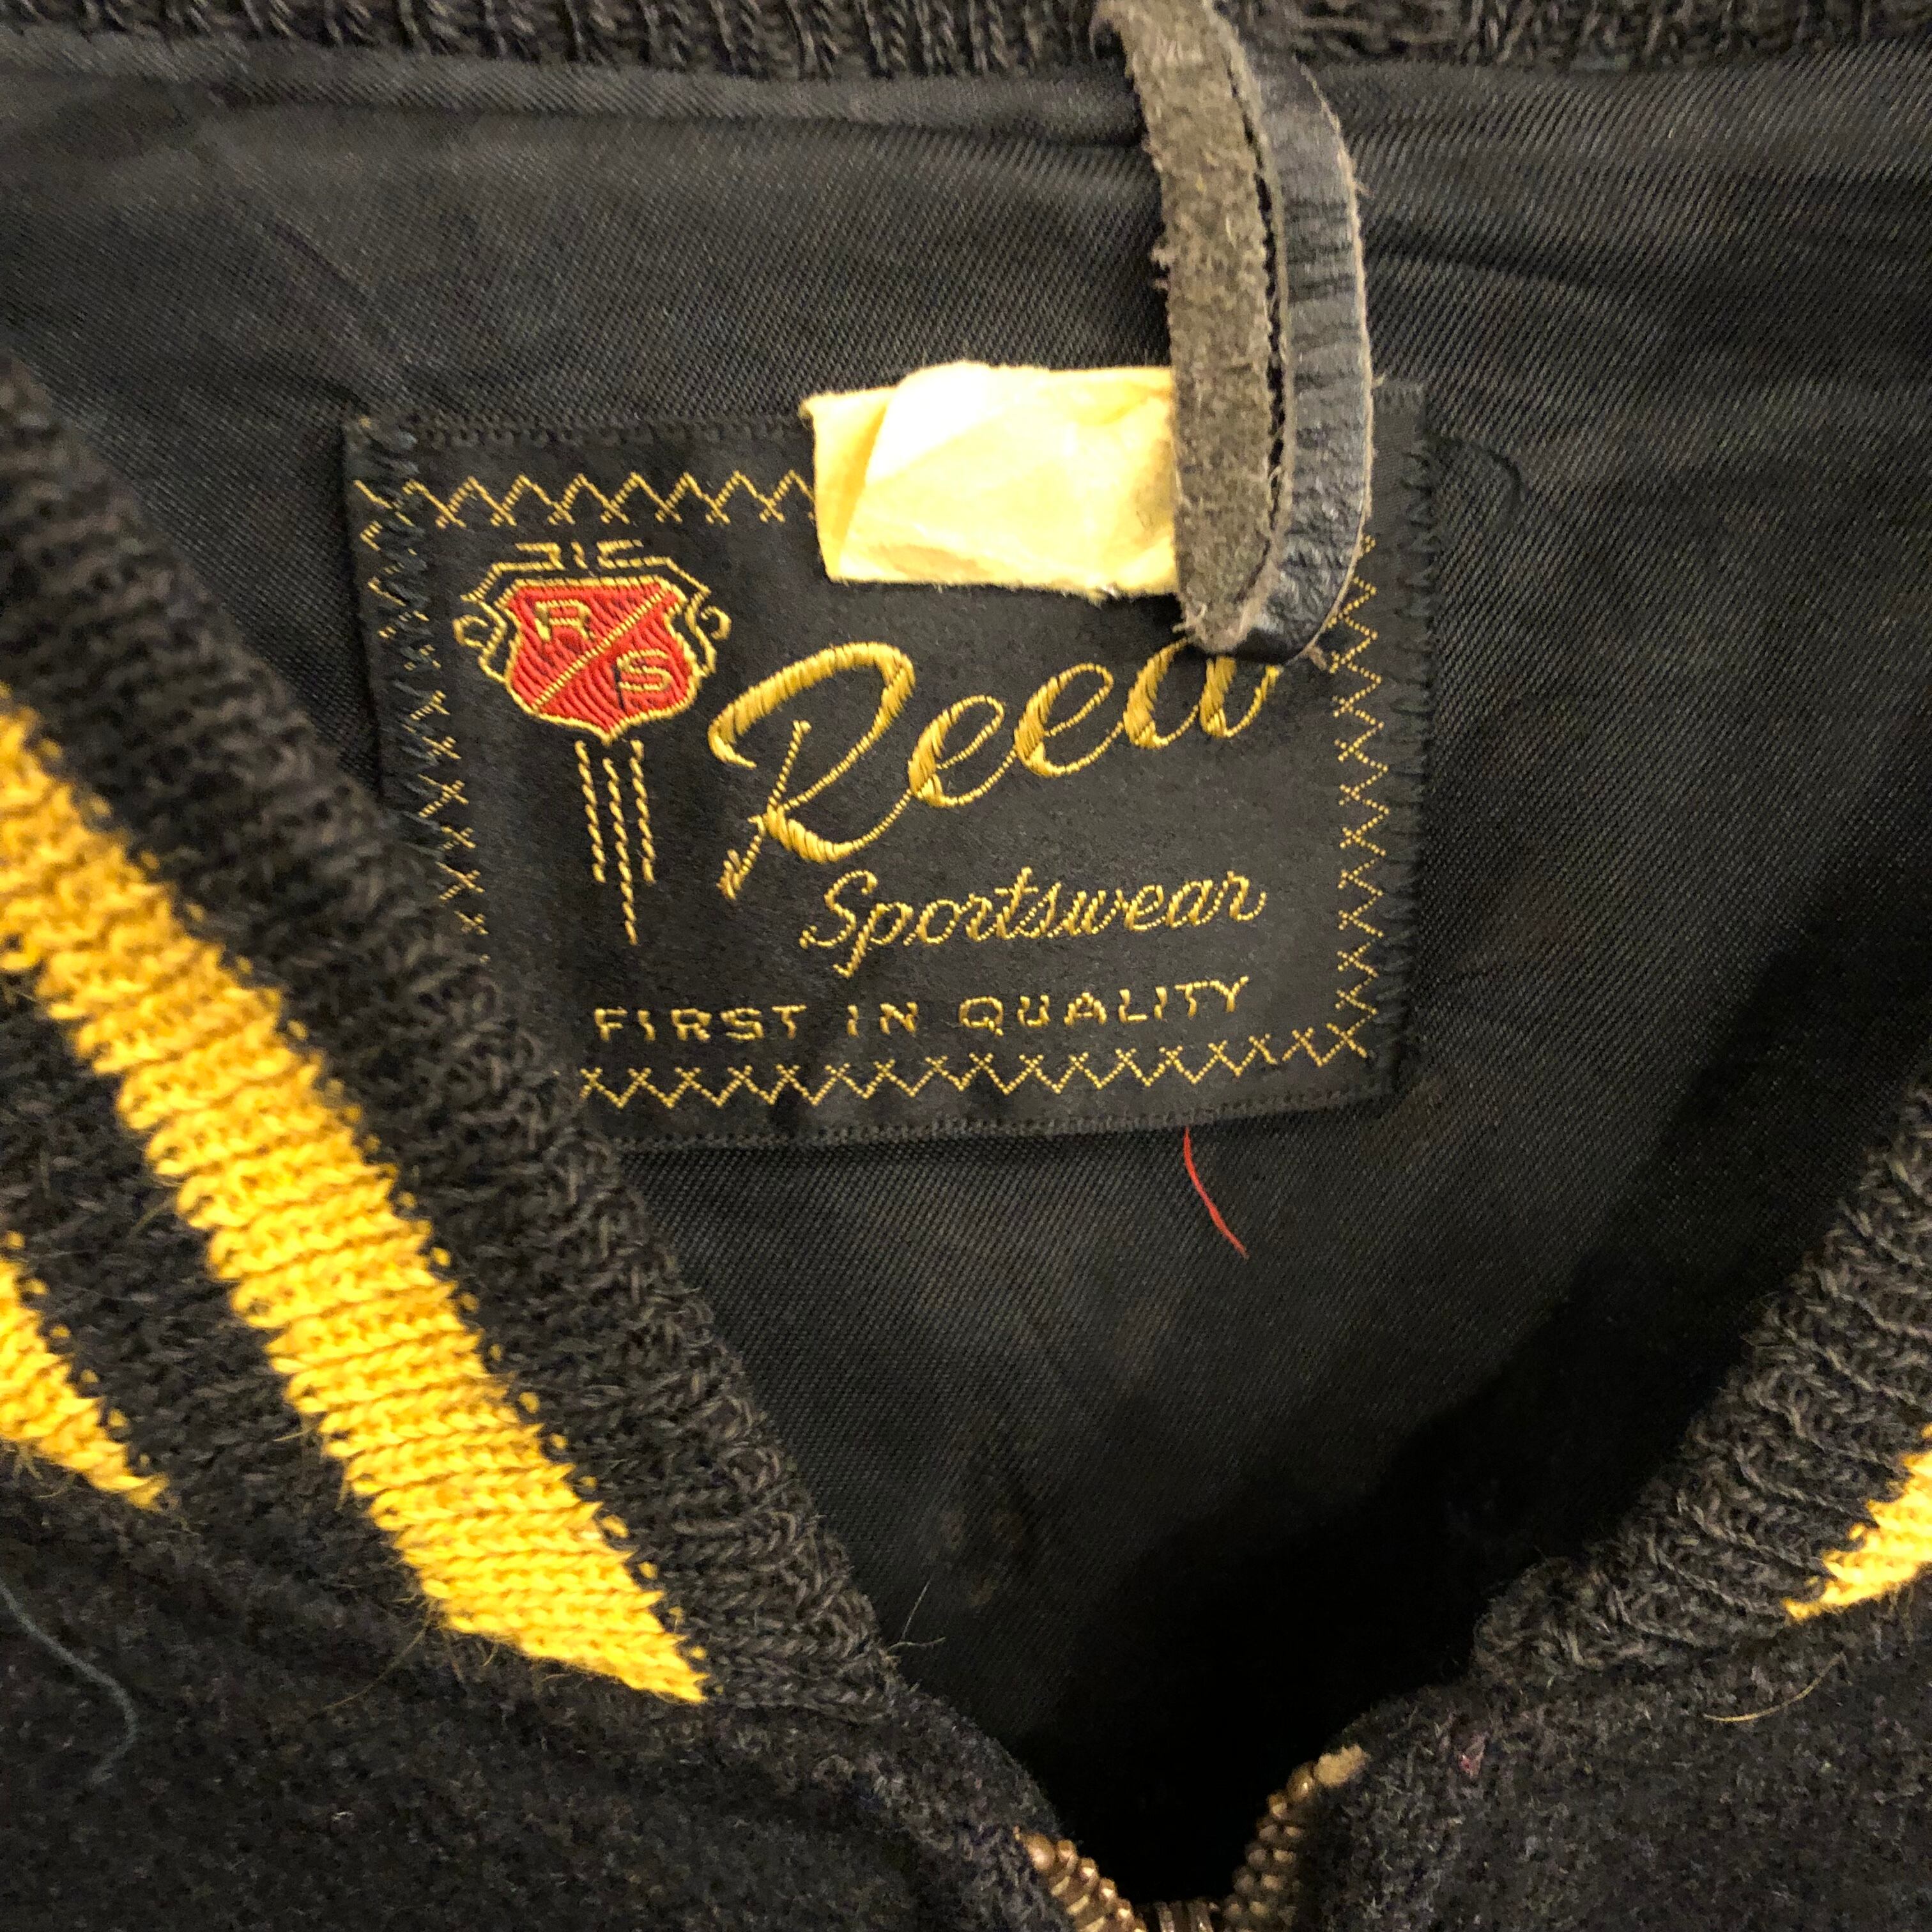 R
S
Reed
Sportswear
FIRST IN QUALITY